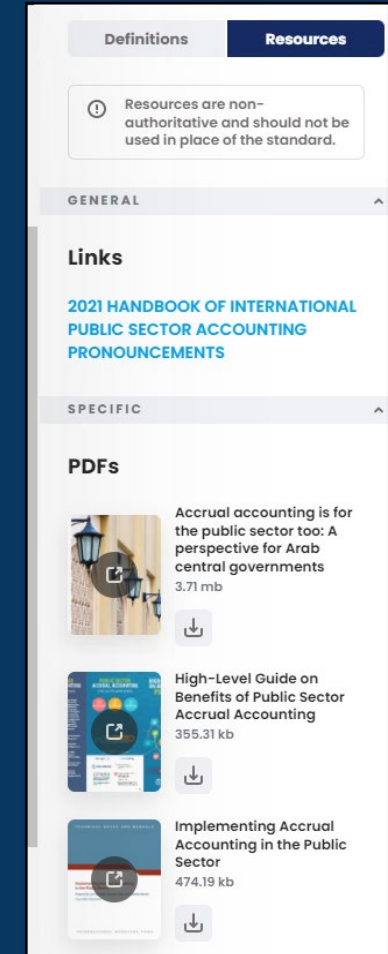 Definitions
Resources
Resources are non-
authoritative and should not be
used in place of the standard.
GENERAL
Links
2021 HANDBOOK OF INTERNATIONAL
PUBLIC SECTOR ACCOUNTING
PRONOUNCEMENTS
SPECIFIC
PDFs
Accrual accounting is for
the public sector too: A
perspective for Arab
central governments
3.71 mb
High-Level Guide on
Benefits of Public Sector
Accrual Accounting
355.31 kb
Implementing Accrual
Accounting in the Public
Sector
474.19 kb